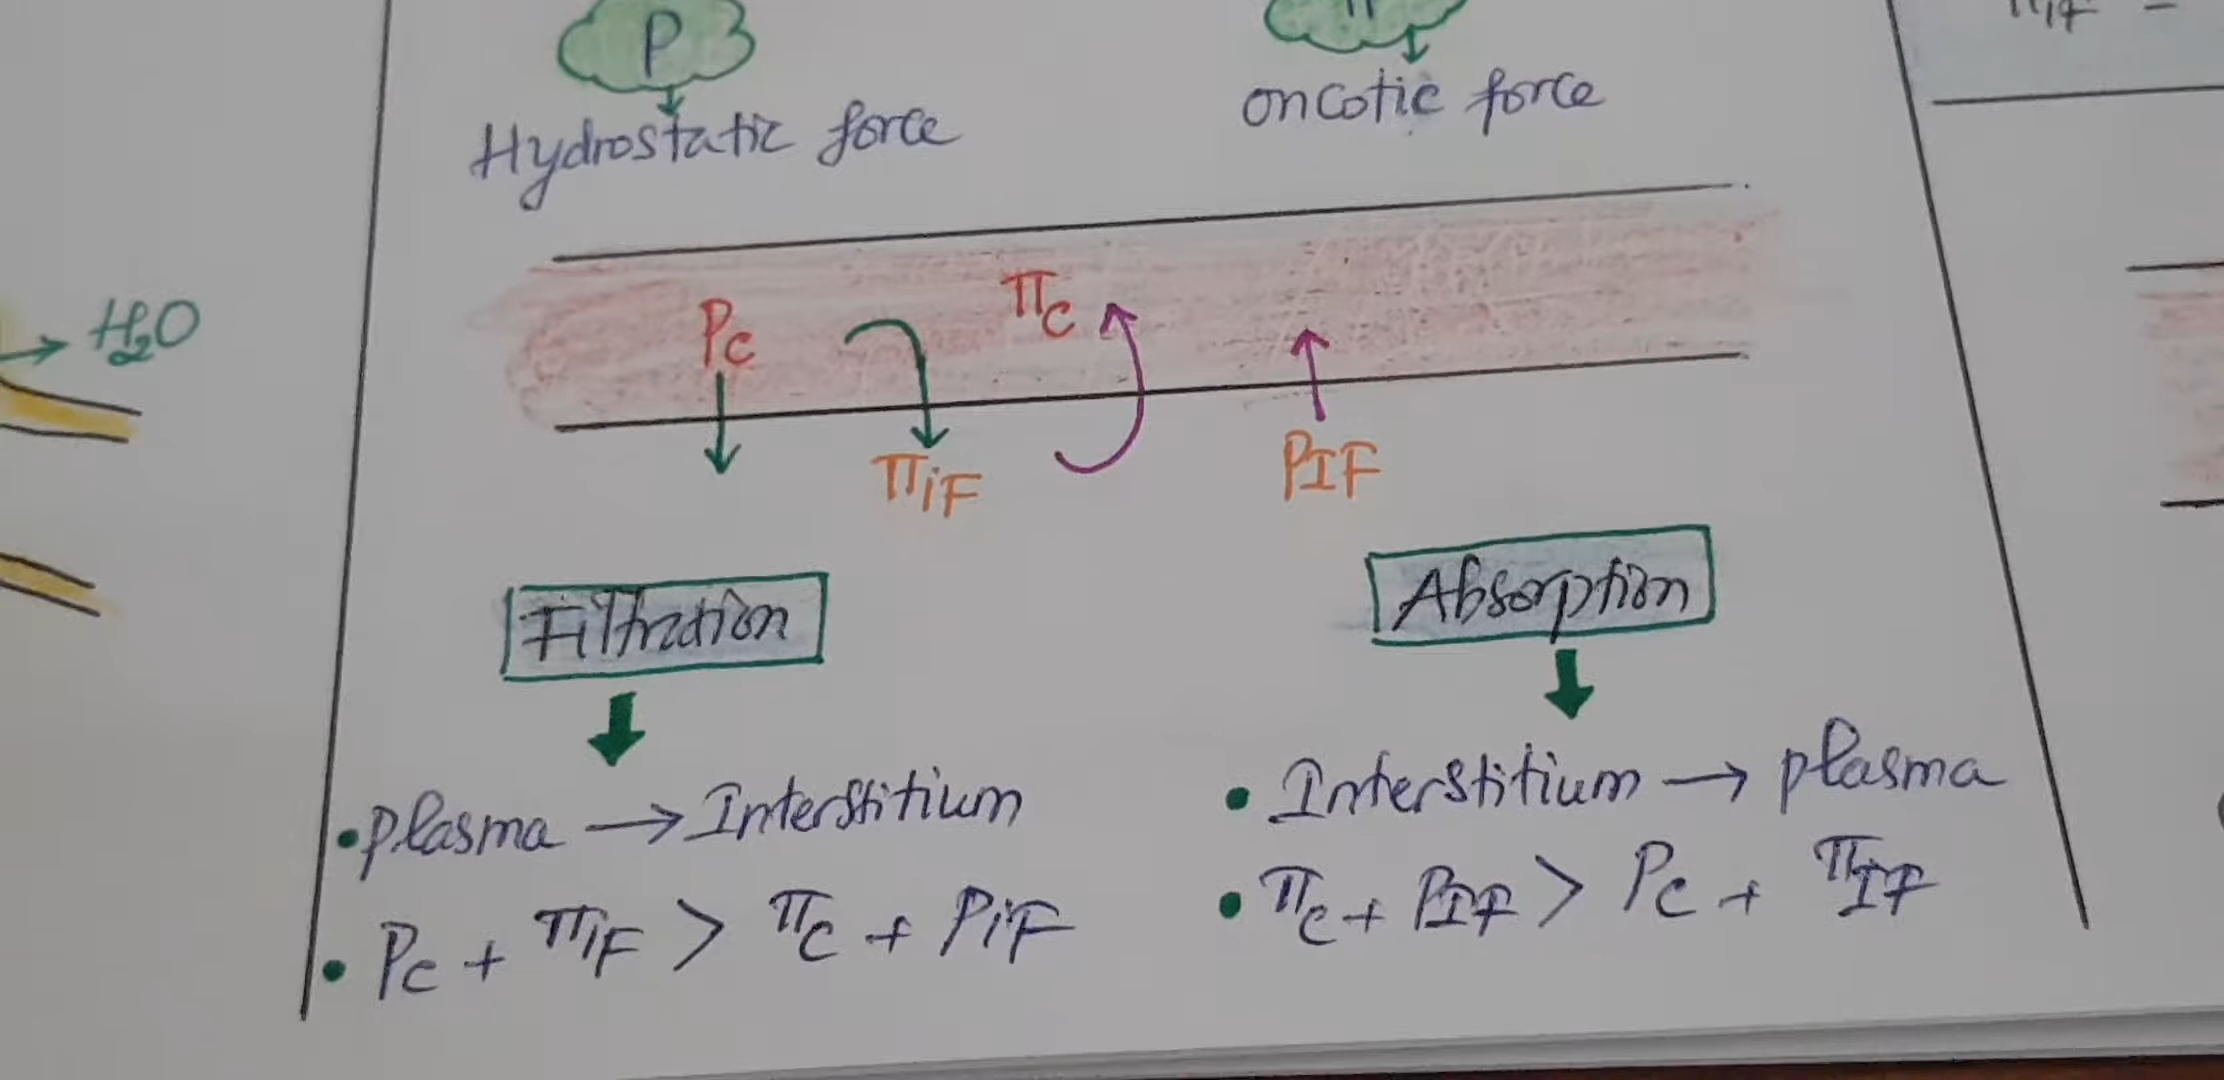 P
π
Hydrostatic force
oncotic force
πIF =
H₂O
Pc
πc
πiF
PIF
Filtration
Absorption
• plasma → Interstitium
• Pc + πiF > πc + PiF
• Interstitium → plasma
• πc + PIF > Pc + πIF